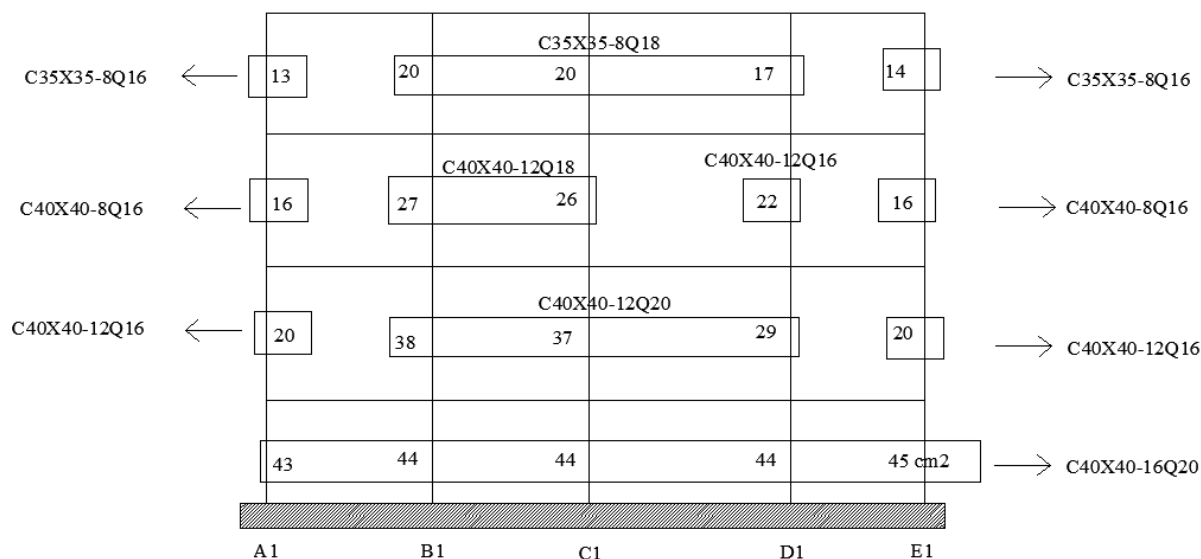 C35X35-8Q18
C35X35-8Q16 13 20 20 17 14 C35X35-8Q16
C40X40-12Q18 C40X40-12Q16
C40X40-8Q16 16 27 26 22 16 C40X40-8Q16
C40X40-12Q20
C40X40-12Q16 20 38 37 29 20 C40X40-12Q16
43 44 44 44 45 cm2 C40X40-16Q20
A1 B1 C1 D1 E1